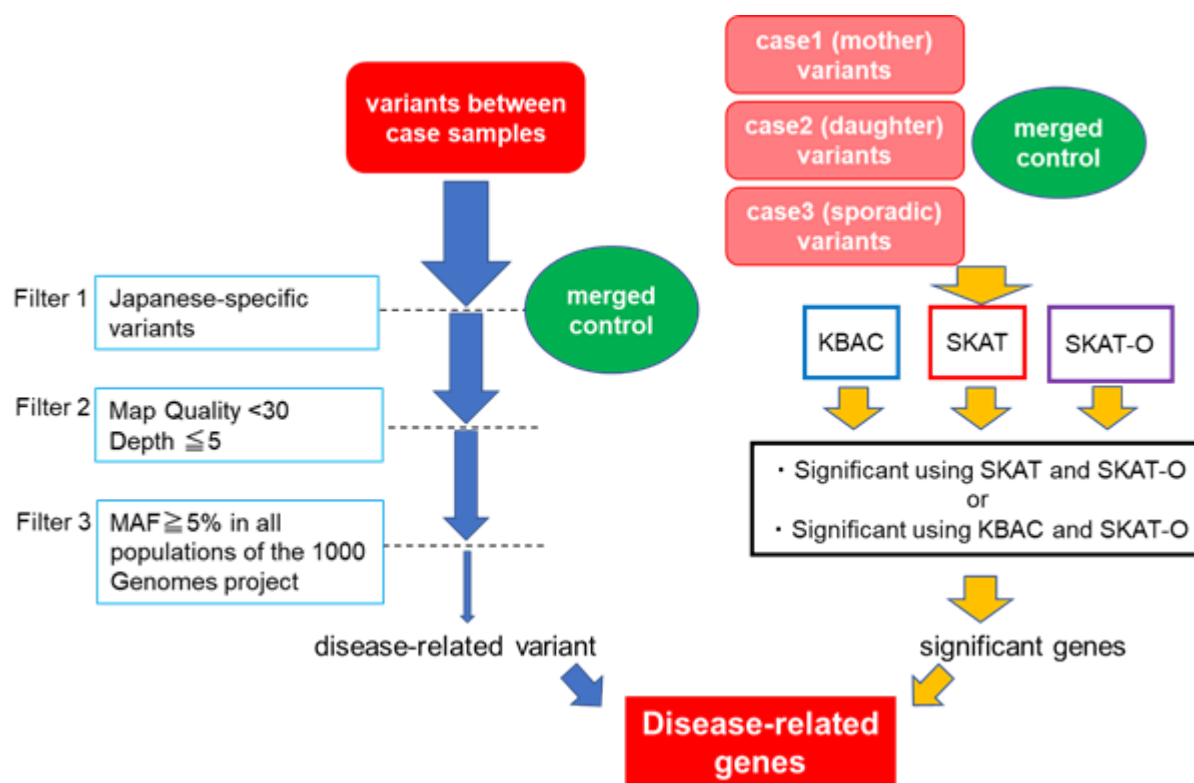 variants between
case samples
Filter 1
Japanese-specific
variants
merged
control
Filter 2
Map Quality <30
Depth ≦5
Filter 3
MAF≧5% in all
populations of the 1000
Genomes project
disease-related variant
case1 (mother)
variants
case2 (daughter)
variants
case3 (sporadic)
variants
merged
control
KBAC
SKAT
SKAT-O
・Significant using SKAT and SKAT-O
or
・Significant using KBAC and SKAT-O
significant genes
Disease-related
genes